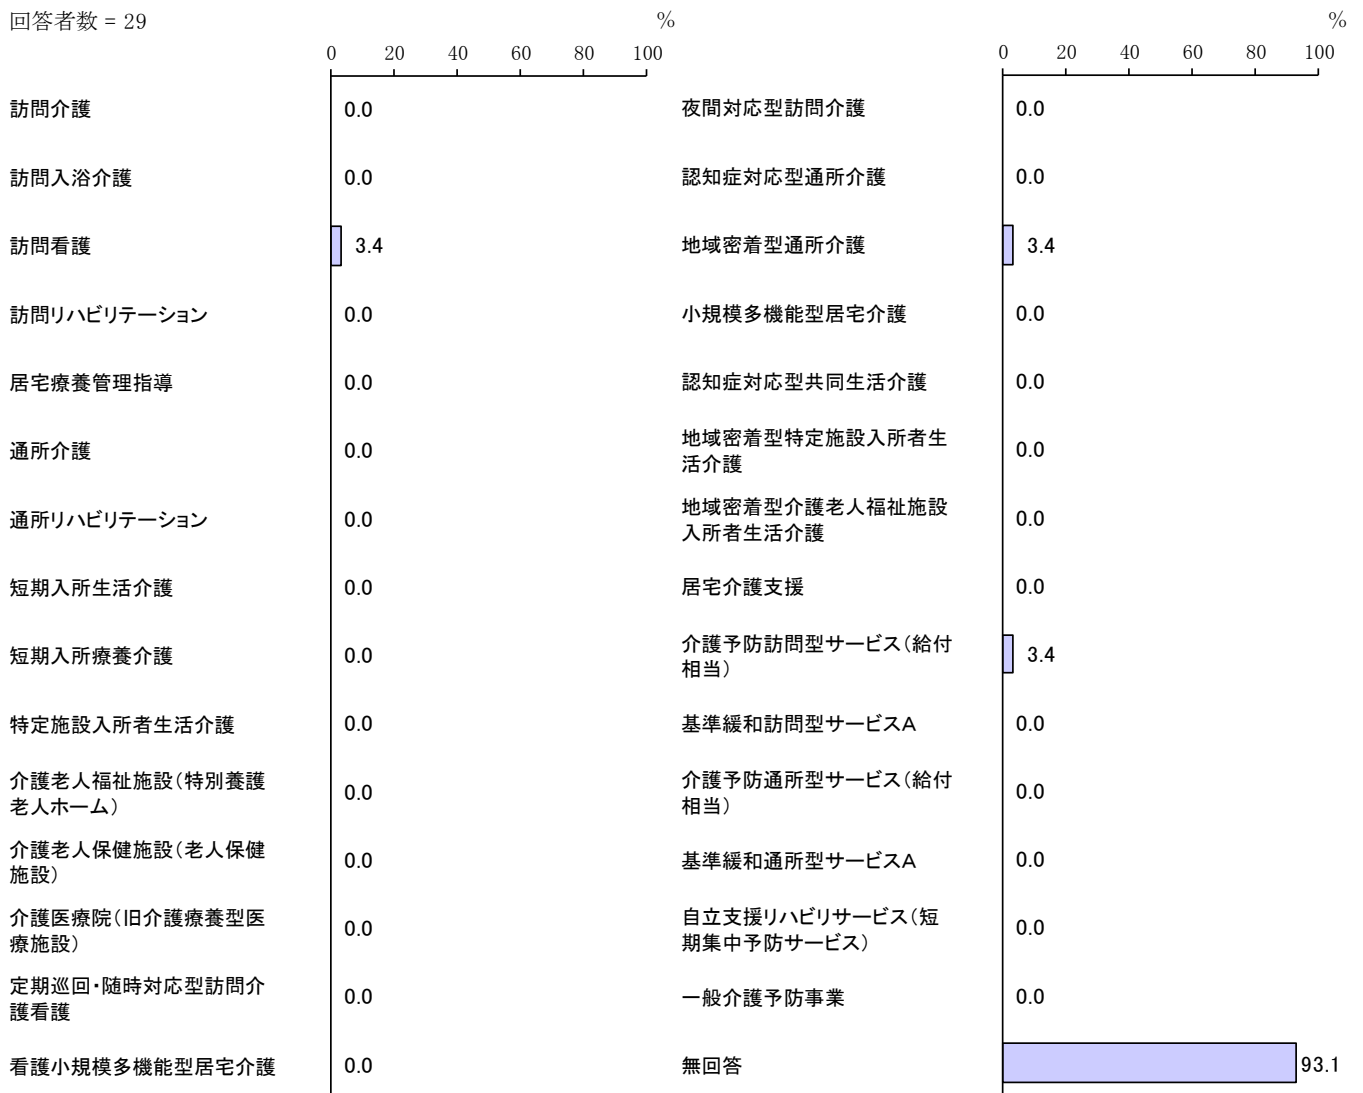 回答者数 = 29
%
0 20 40 60 80 100
訪問介護 0.0
訪問入浴介護 0.0
訪問看護 3.4
訪問リハビリテーション 0.0
居宅療養管理指導 0.0
通所介護 0.0
通所リハビリテーション 0.0
短期入所生活介護 0.0
短期入所療養介護 0.0
特定施設入所者生活介護 0.0
介護老人福祉施設（特別養護
老人ホーム） 0.0
介護老人保健施設（老人保健
施設） 0.0
介護医療院（旧介護療養型医
療施設） 0.0
定期巡回・随時対応型訪問介
護看護 0.0
看護小規模多機能型居宅介護 0.0
%
0 20 40 60 80 100
夜間対応型訪問介護 0.0
認知症対応型通所介護 0.0
地域密着型通所介護 3.4
小規模多機能型居宅介護 0.0
認知症対応型共同生活介護 0.0
地域密着型特定施設入所者生
活介護 0.0
地域密着型介護老人福祉施設
入所者生活介護 0.0
居宅介護支援 0.0
介護予防訪問型サービス（給付
相当） 3.4
基準緩和訪問型サービスA 0.0
介護予防通所型サービス（給付
相当） 0.0
基準緩和通所型サービスA 0.0
自立支援リハビリサービス（短
期集中予防サービス） 0.0
一般介護予防事業 0.0
無回答 93.1